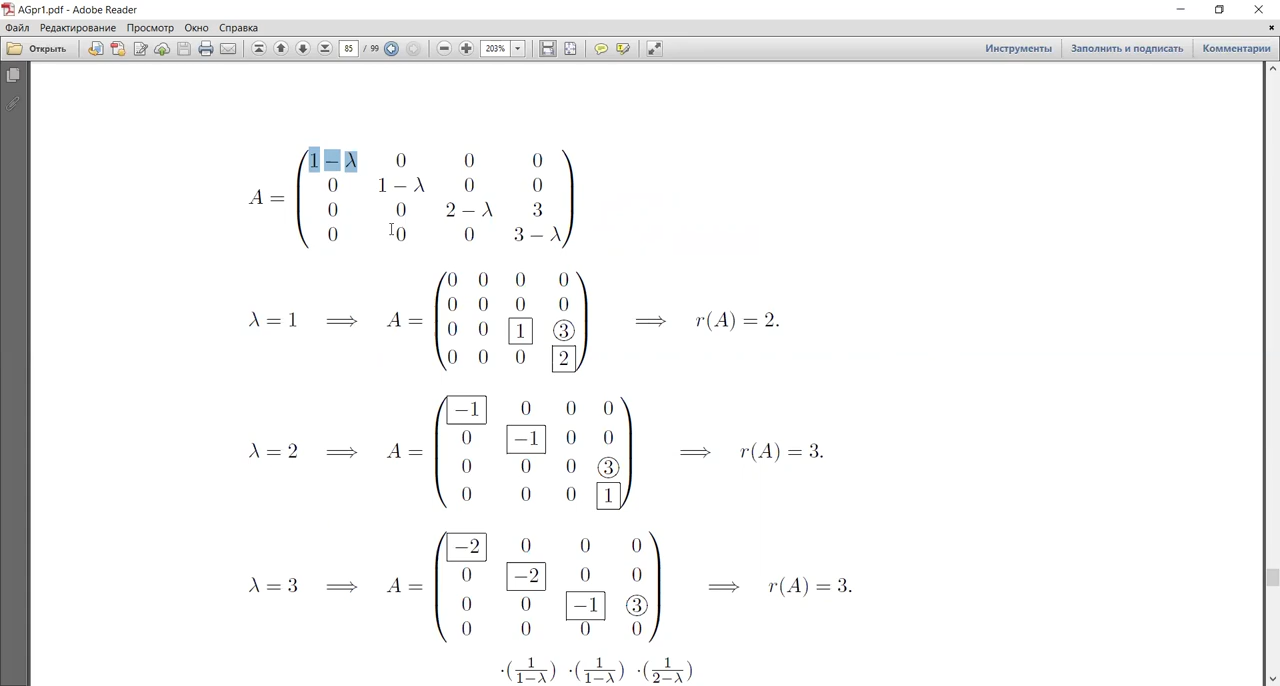 AGpr1.pdf - Adobe Reader
Файл Редактирование Просмотр Окно Справка
Открыть 85 / 99 203% Инструменты Заполнить и подписать Комментарии
1 − λ 0 0 0
0 1 − λ 0 0
A =
0 0 2 − λ 3
0 0 0 3 − λ
0 0 0 0
0 0 0 0
λ = 1 ⟹ A = ⟹ r(A) = 2.
0 0 1 3
0 0 0 2
−1 0 0 0
0 −1 0 0
λ = 2 ⟹ A = ⟹ r(A) = 3.
0 0 0 3
0 0 0 1
−2 0 0 0
0 −2 0 0
λ = 3 ⟹ A = ⟹ r(A) = 3.
0 0 −1 3
0 0 0 0
·(1/1−λ) ·(1/1−λ) ·(1/2−λ)